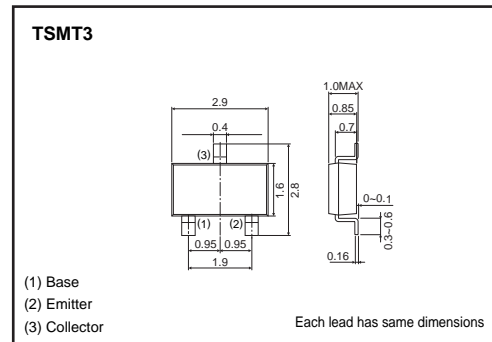 TSMT3
1.0MAX
2.9
0.85
0.4
0.7
(3)
1.6
2.8
0~0.1
(1)
(2)
0.3~0.6
0.95
0.95
0.16
1.9
(1) Base
(2) Emitter
(3) Collector
Each lead has same dimensions